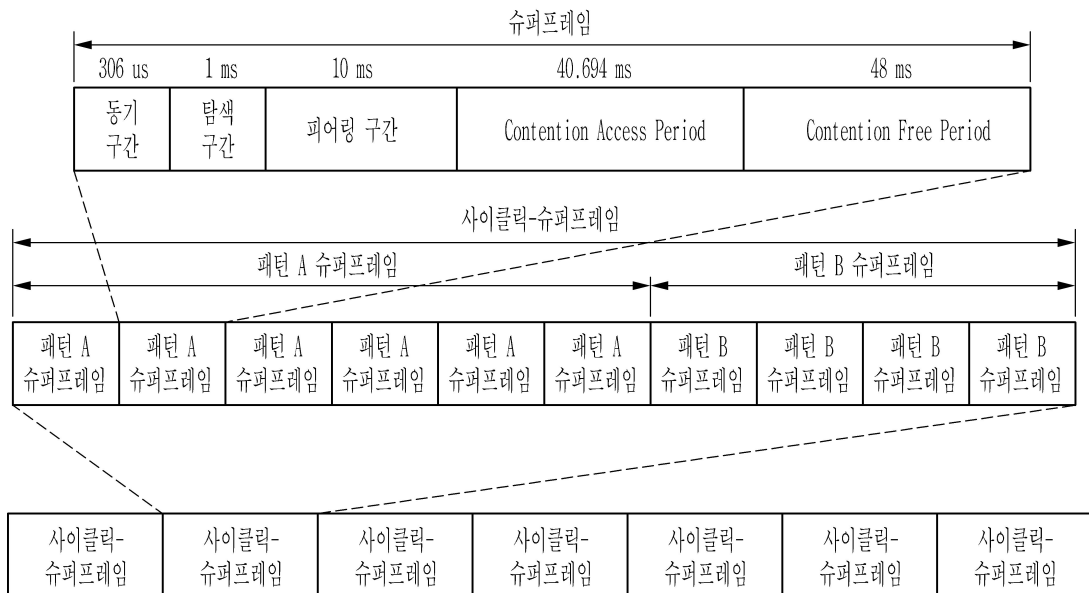 슈퍼프레임
306 us 1 ms 10 ms 40.694 ms 48 ms
동기 구간
탐색 구간
피어링 구간
Contention Access Period
Contention Free Period
사이클릭-슈퍼프레임
패턴 A 슈퍼프레임
패턴 B 슈퍼프레임
패턴 A 패턴 A 패턴 A 패턴 A 패턴 A 패턴 A 패턴 B 패턴 B 패턴 B 패턴 B
슈퍼프레임 슈퍼프레임 슈퍼프레임 슈퍼프레임 슈퍼프레임 슈퍼프레임 슈퍼프레임 슈퍼프레임 슈퍼프레임 슈퍼프레임
사이클릭- 사이클릭- 사이클릭- 사이클릭- 사이클릭- 사이클릭- 사이클릭-
슈퍼프레임 슈퍼프레임 슈퍼프레임 슈퍼프레임 슈퍼프레임 슈퍼프레임 슈퍼프레임